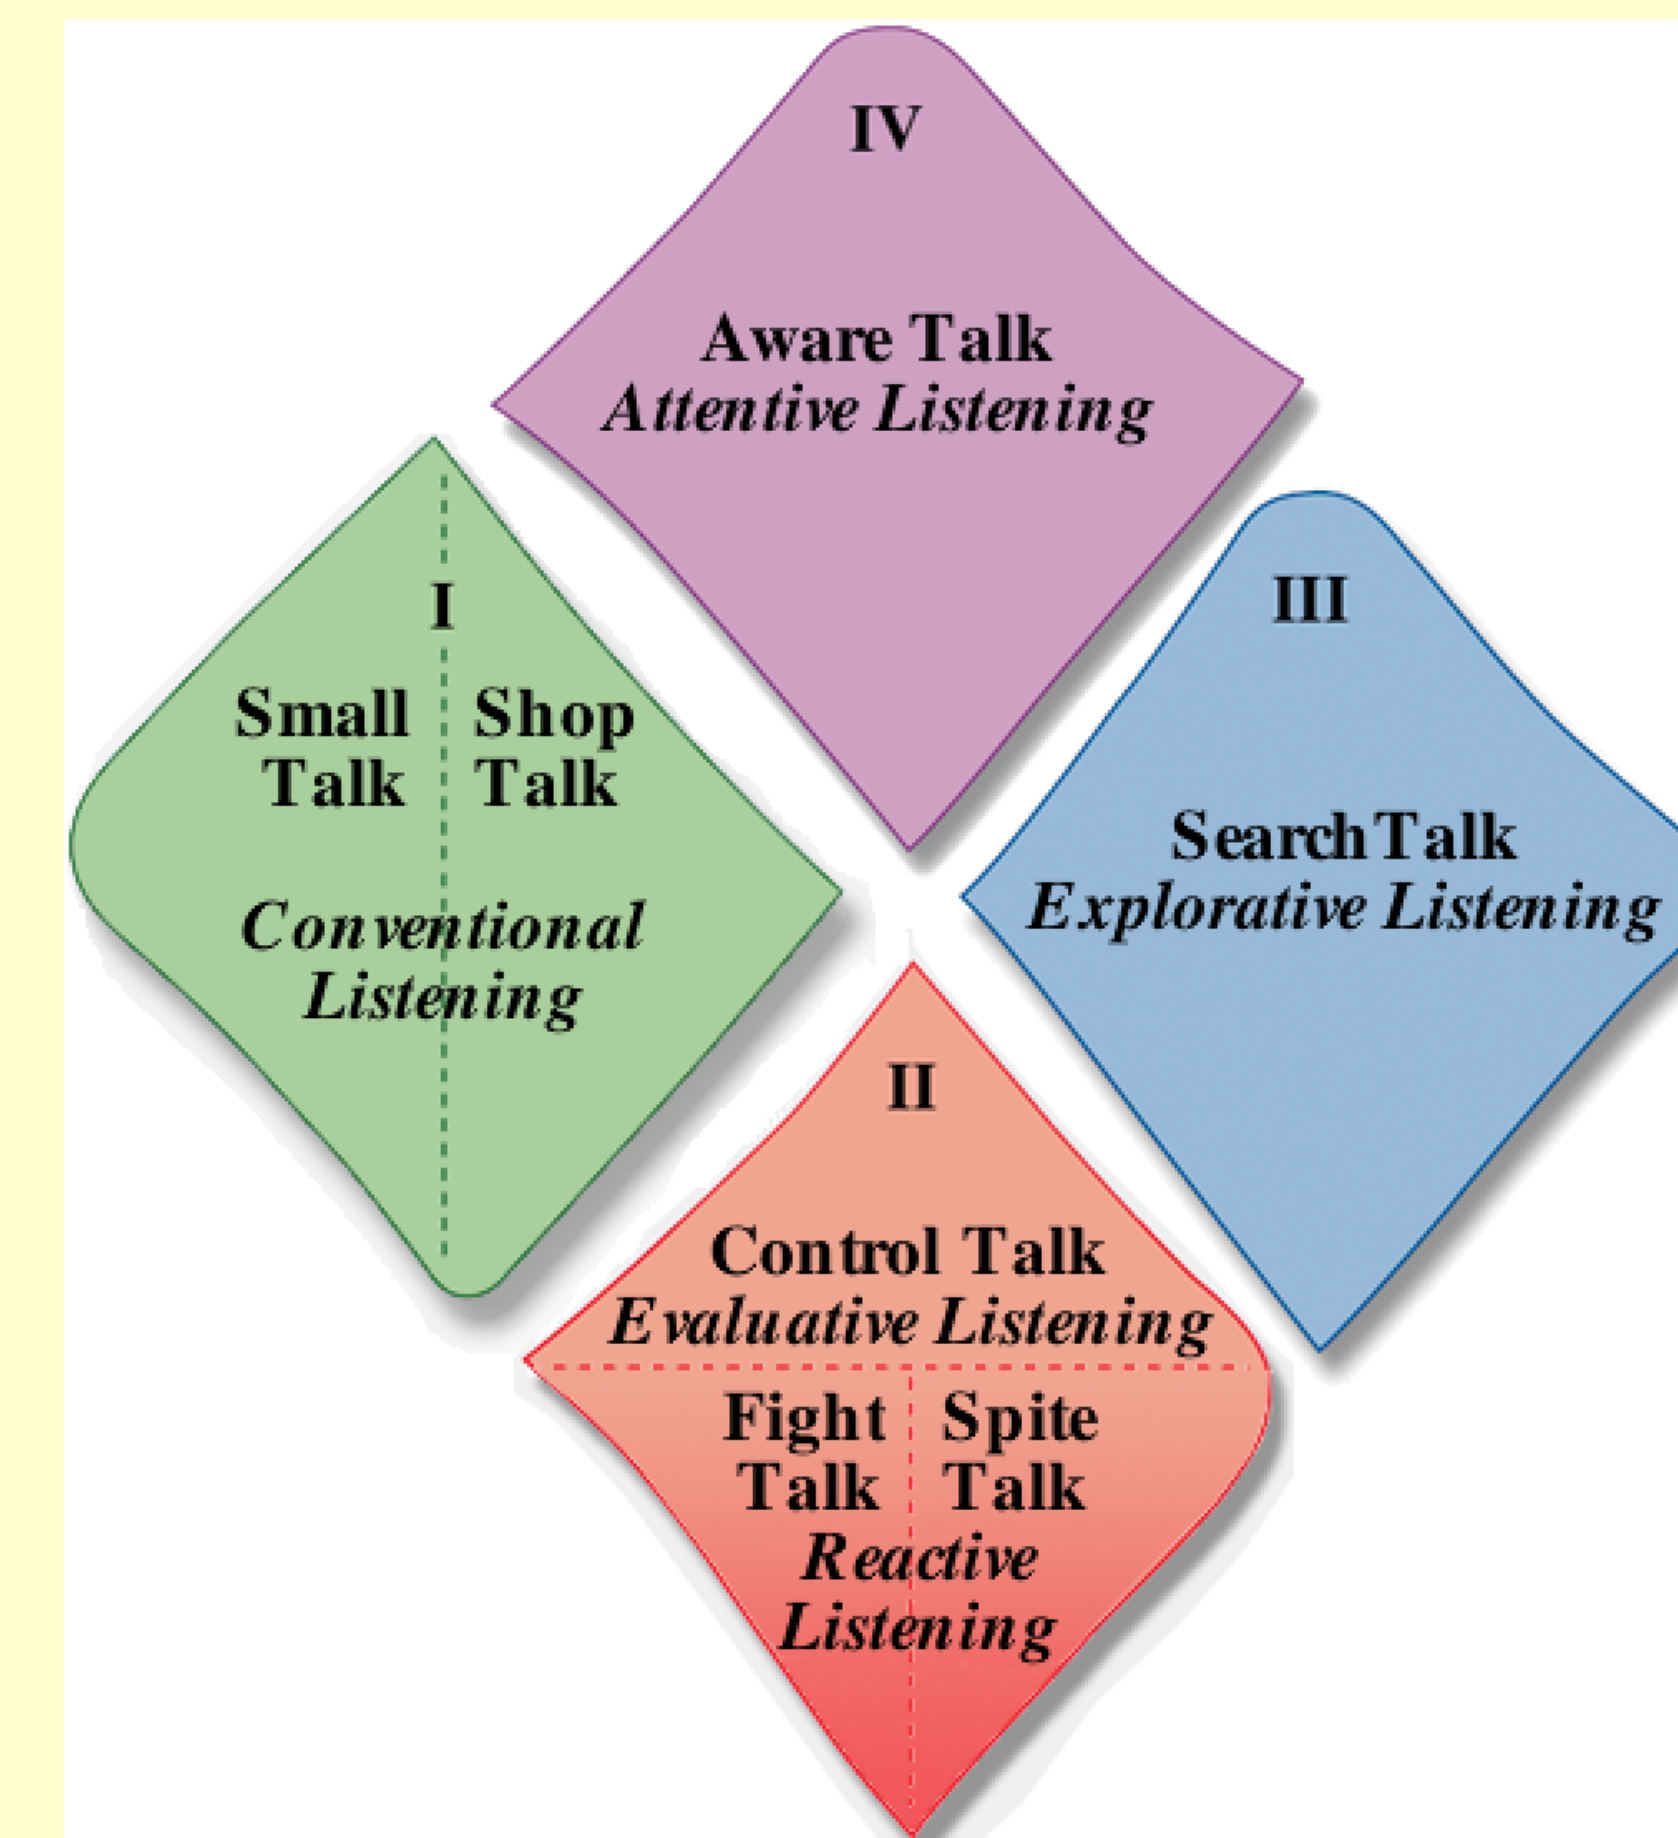 IV
Aware Talk
Attentive Listening
I
Small Talk
Shop Talk
Conventional
Listening
III
Search Talk
Explorative Listening
II
Control Talk
Evaluative Listening
Fight Talk
Spite Talk
Reactive
Listening